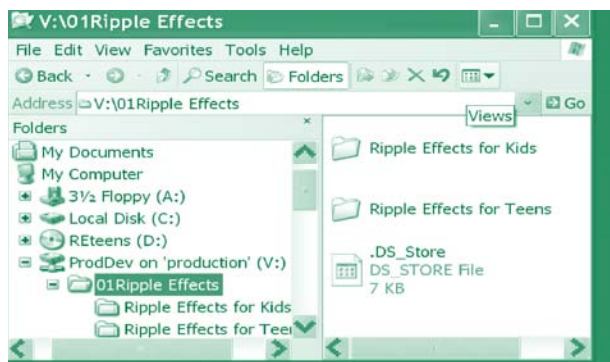 V:\01Ripple Effects
File Edit View Favorites Tools Help
Back Search Folders
Address V:\01Ripple Effects Go
Views
Folders
My Documents
My Computer
3½ Floppy (A:)
Local Disk (C:)
REteens (D:)
ProdDev on 'production' (V:)
01Ripple Effects
Ripple Effects for Kids
Ripple Effects for Teen
Ripple Effects for Kids
Ripple Effects for Teens
.DS_Store
DS_STORE File
7 KB